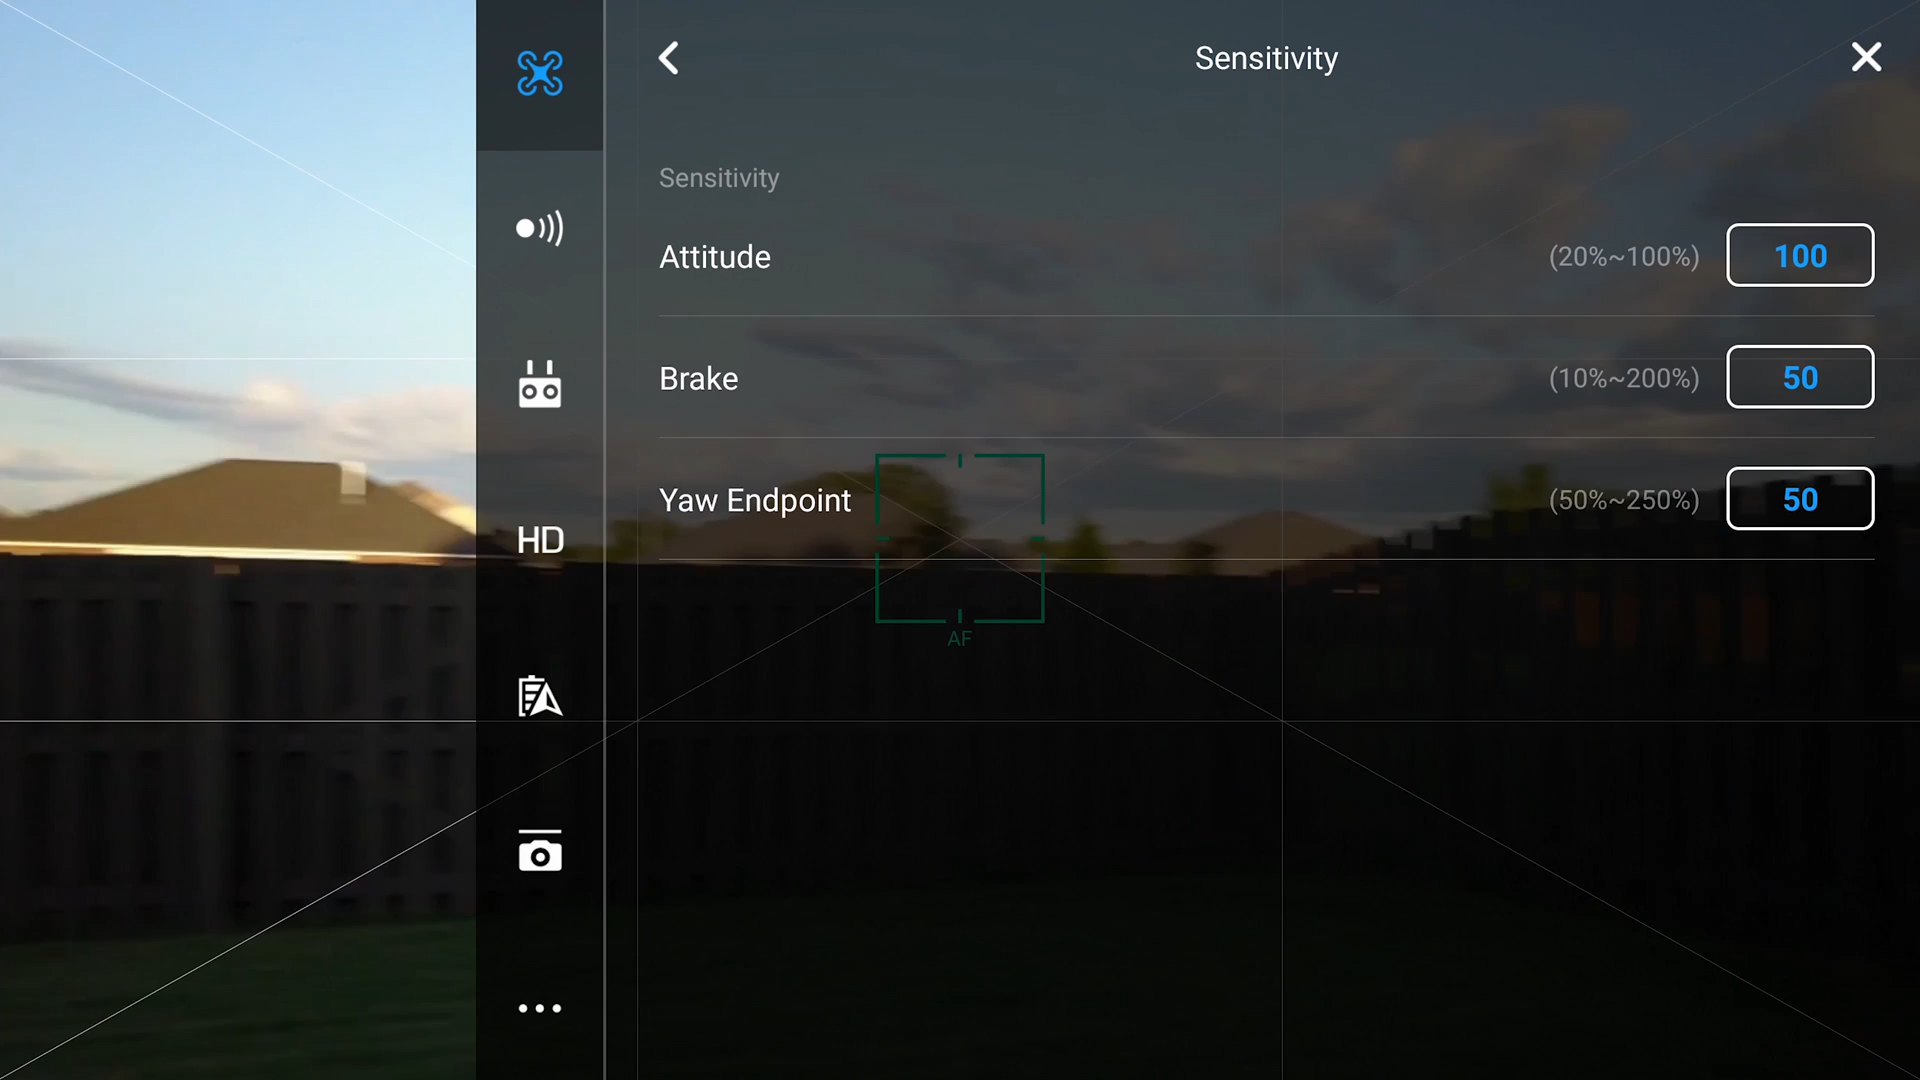 Sensitivity
Sensitivity
Attitude (20%~100%) 100
Brake (10%~200%) 50
Yaw Endpoint (50%~250%) 50
HD
AF